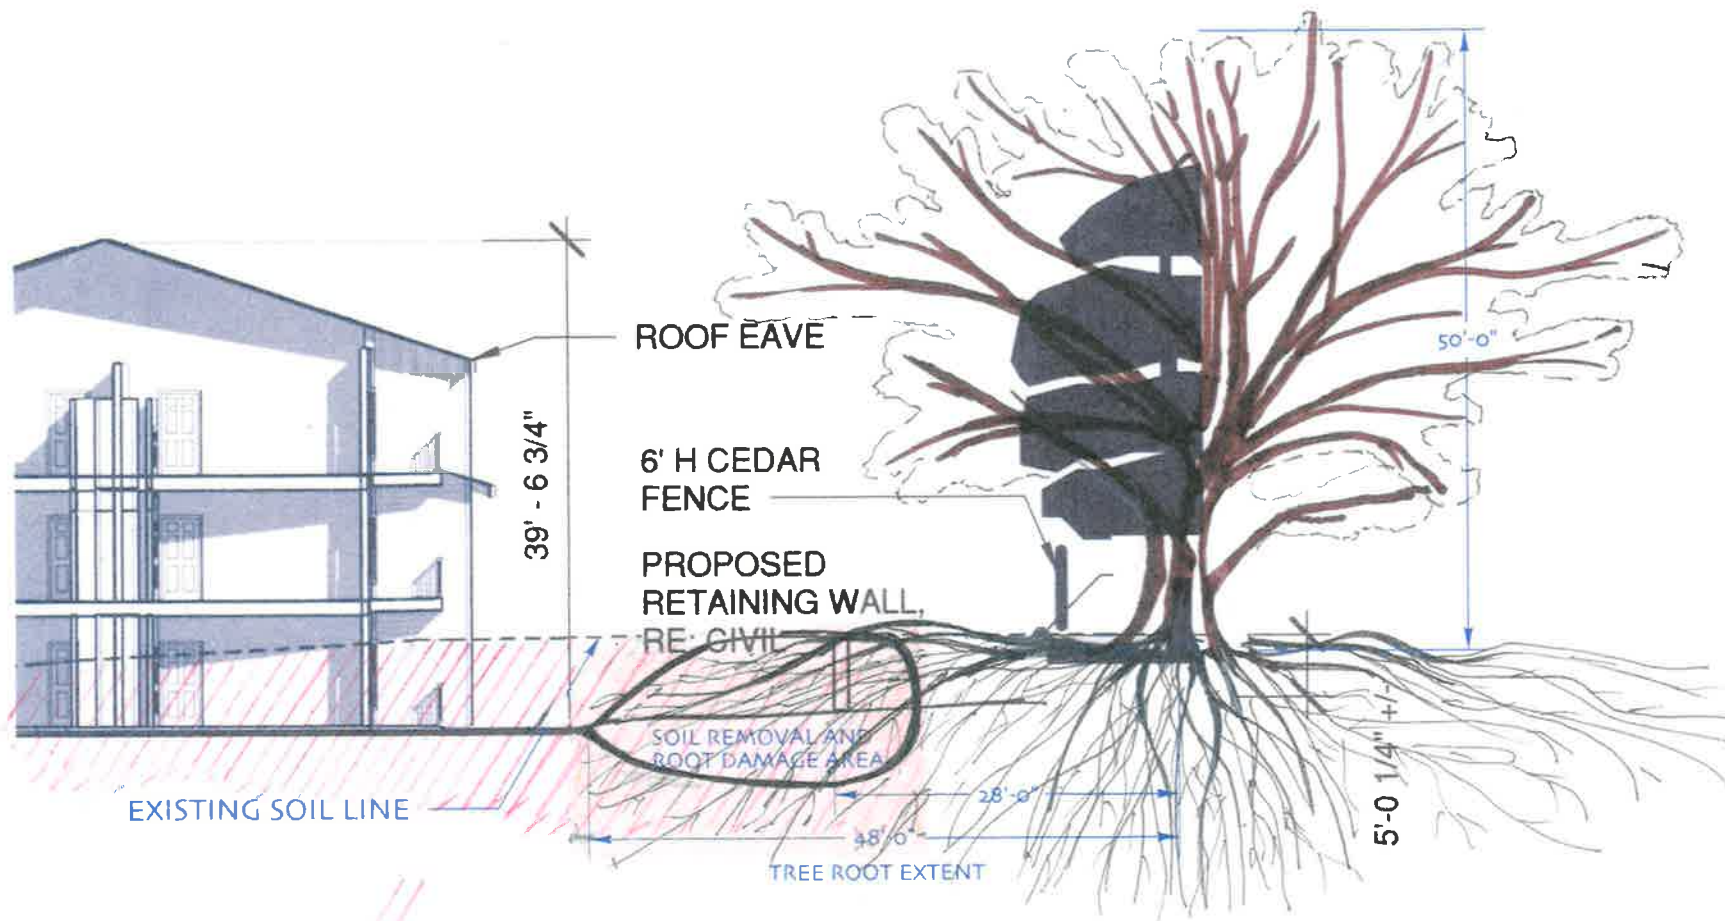 50'-0"
ROOF EAVE
39' - 6 3/4"
6' H CEDAR
FENCE
PROPOSED
RETAINING WALL,
RE: CIVIL
SOIL REMOVAL AND
ROOT DAMAGE AREA
EXISTING SOIL LINE
28'-0"
48'-0"
TREE ROOT EXTENT
5'-0 1/4" +/-